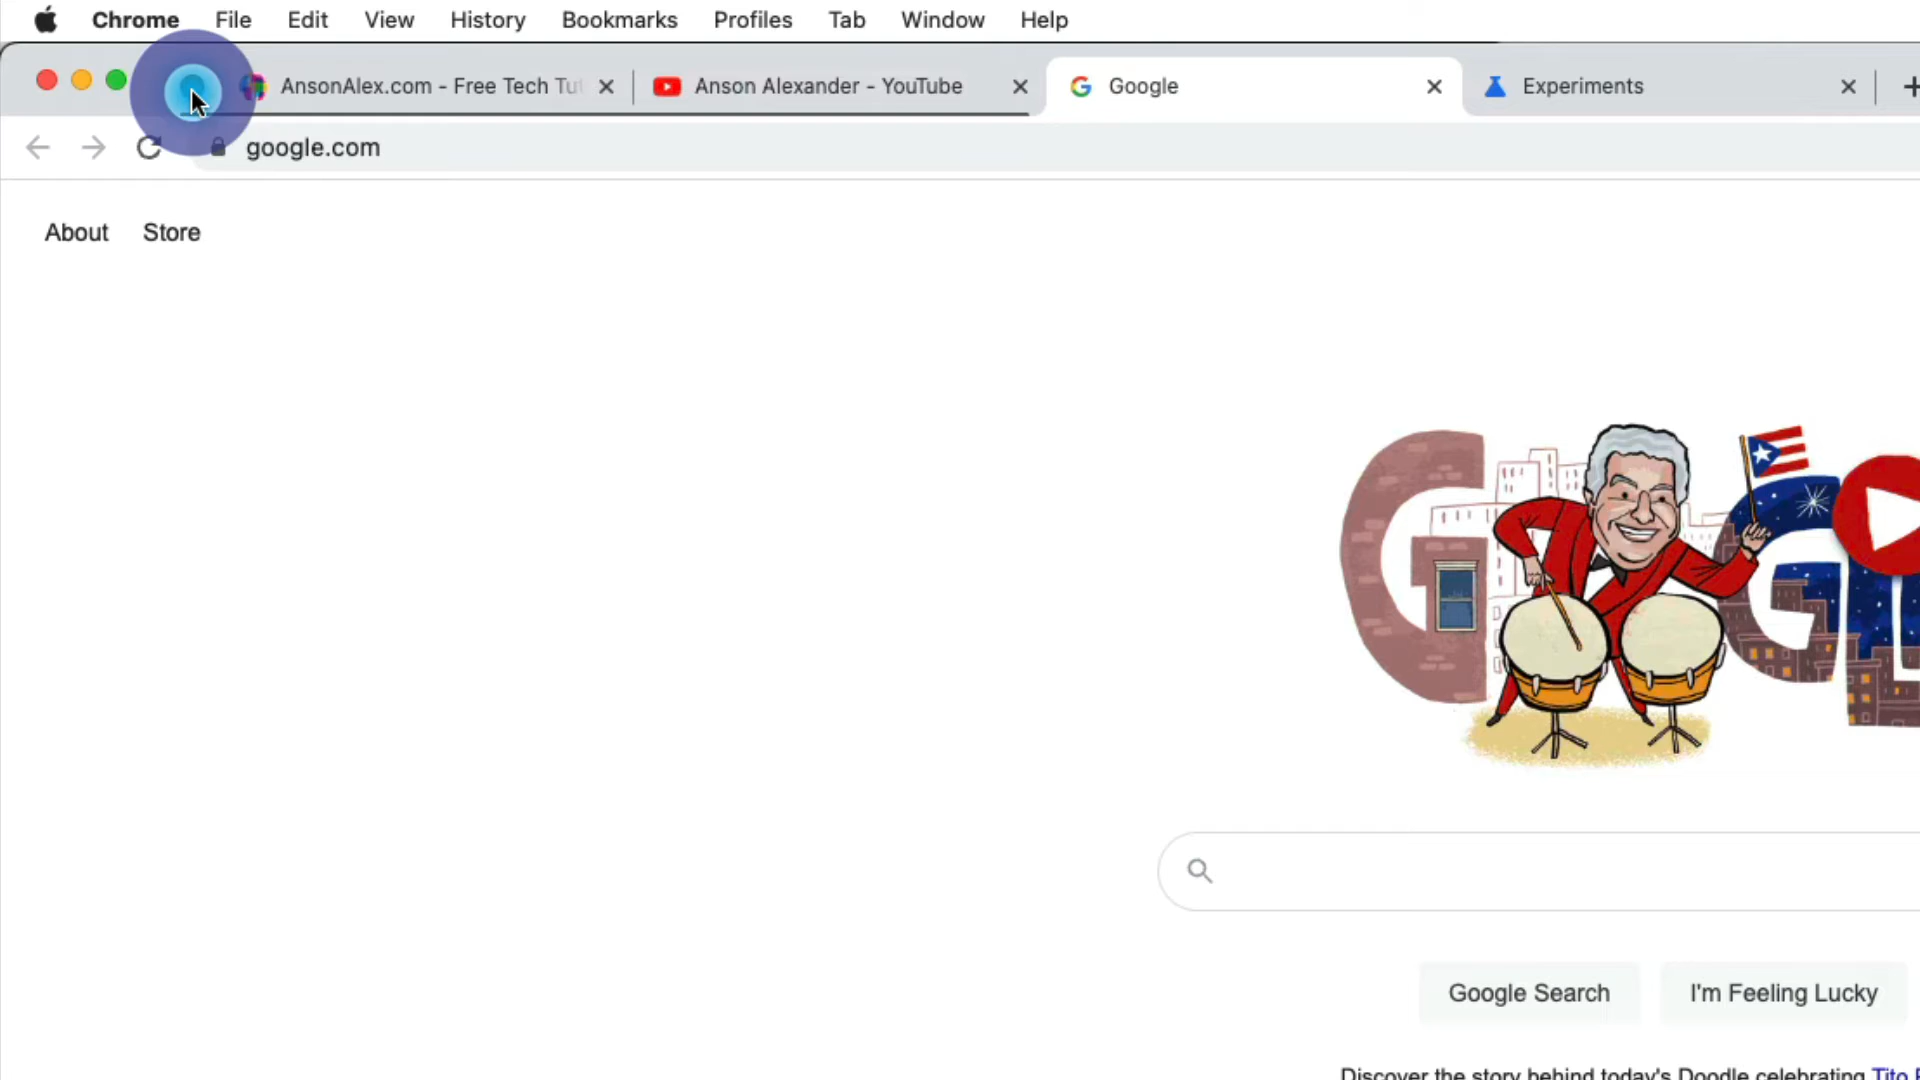 Chrome File Edit View History Bookmarks Profiles Tab Window Help
AnsonAlex.com - Free Tech Tu
Anson Alexander - YouTube
Google
Experiments
google.com
About Store
Google Search
I'm Feeling Lucky
Discover the story behind today's Doodle celebrating Tito